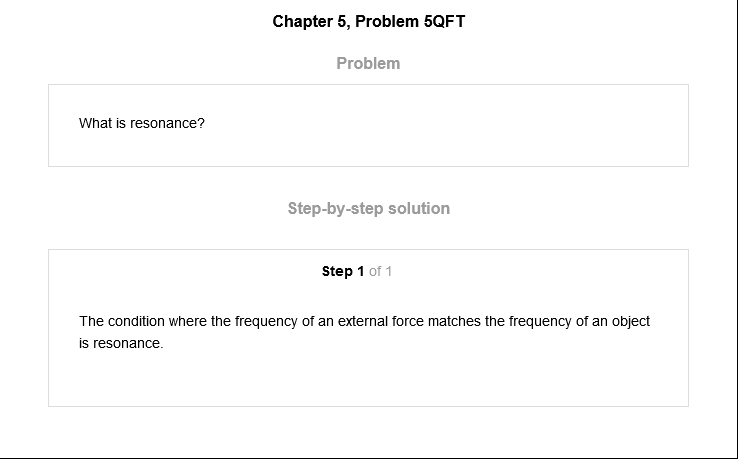 Chapter 5, Problem 5QFT
Problem
What is resonance?
Step-by-step solution
Step 1 of 1
The condition where the frequency of an external force matches the frequency of an object
is resonance.